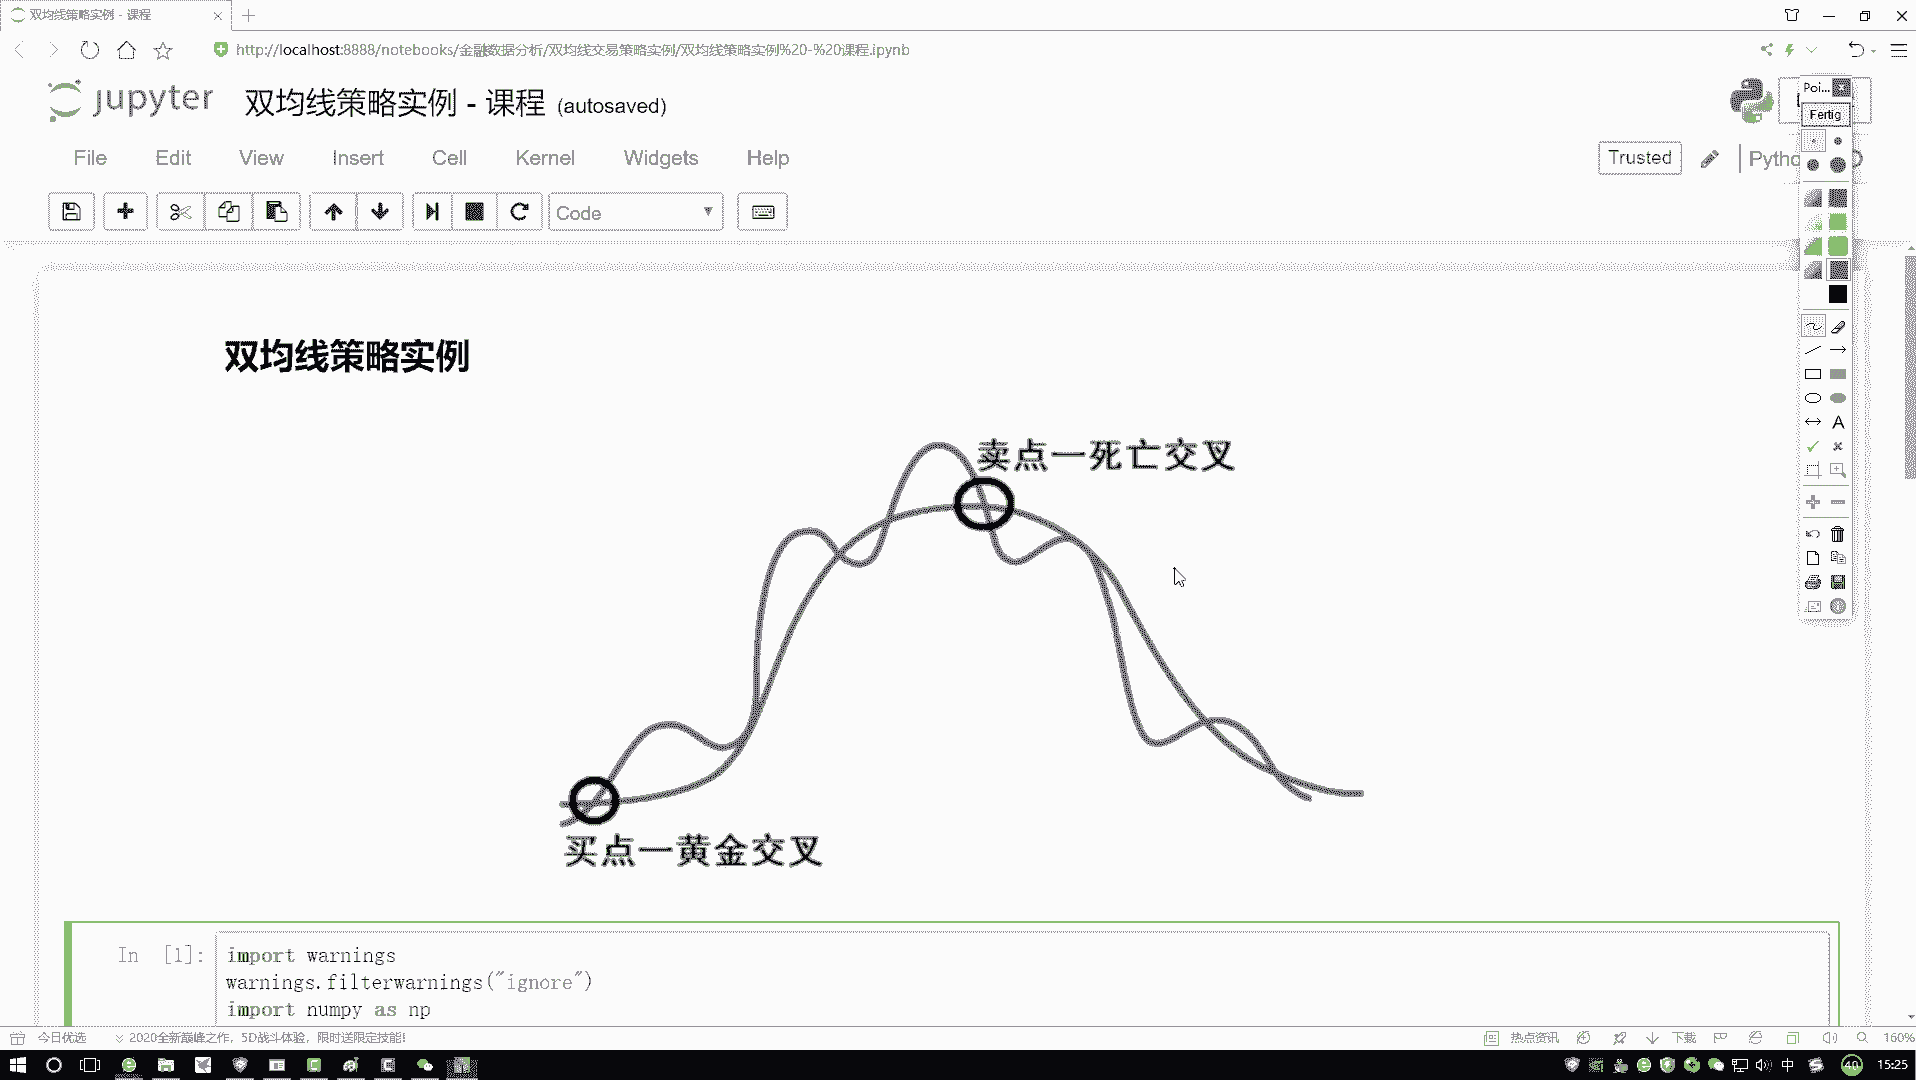 双均线策略实例 - 课程
http://localhost:8888/notebooks/金融数据分析/双均线交易策略实例/双均线策略实例%20-%20课程.ipynb
jupyter 双均线策略实例 - 课程 (autosaved)
Poi...
Fertig
File Edit View Insert Cell Kernel Widgets Help
Trusted
Code
A
双均线策略实例
卖点一死亡交叉
买点一黄金交叉
In [1]: import warnings
warnings.filterwarnings("ignore")
import numpy as np
今日优选 2020全新巅峰之作，5D战斗体验，限时送限定技能! 热点资讯 下载 160%
中 40 15:25